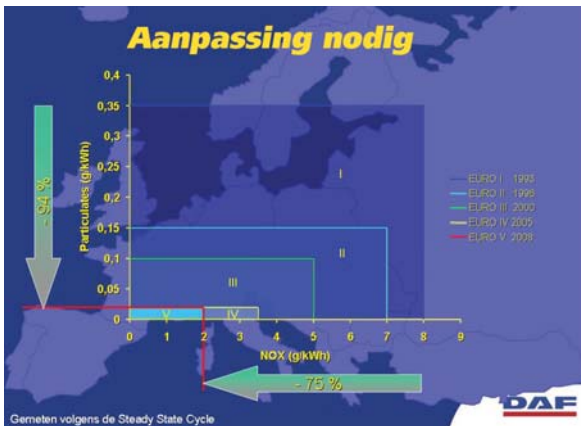 Aanpassing nodig
Particulates (g/kWh)
0,4
0,35
0,3
0,25
0,2
0,15
0,1
0,05
0
I
II
III
IV
V
0 1 2 3 4 5 6 7 8 9
NOX (g/kWh)
EURO I 1993
EURO II 1996
EURO III 2000
EURO IV 2005
EURO V 2008
- 94 %
- 75 %
Gemeten volgens de Steady State Cycle
DAF